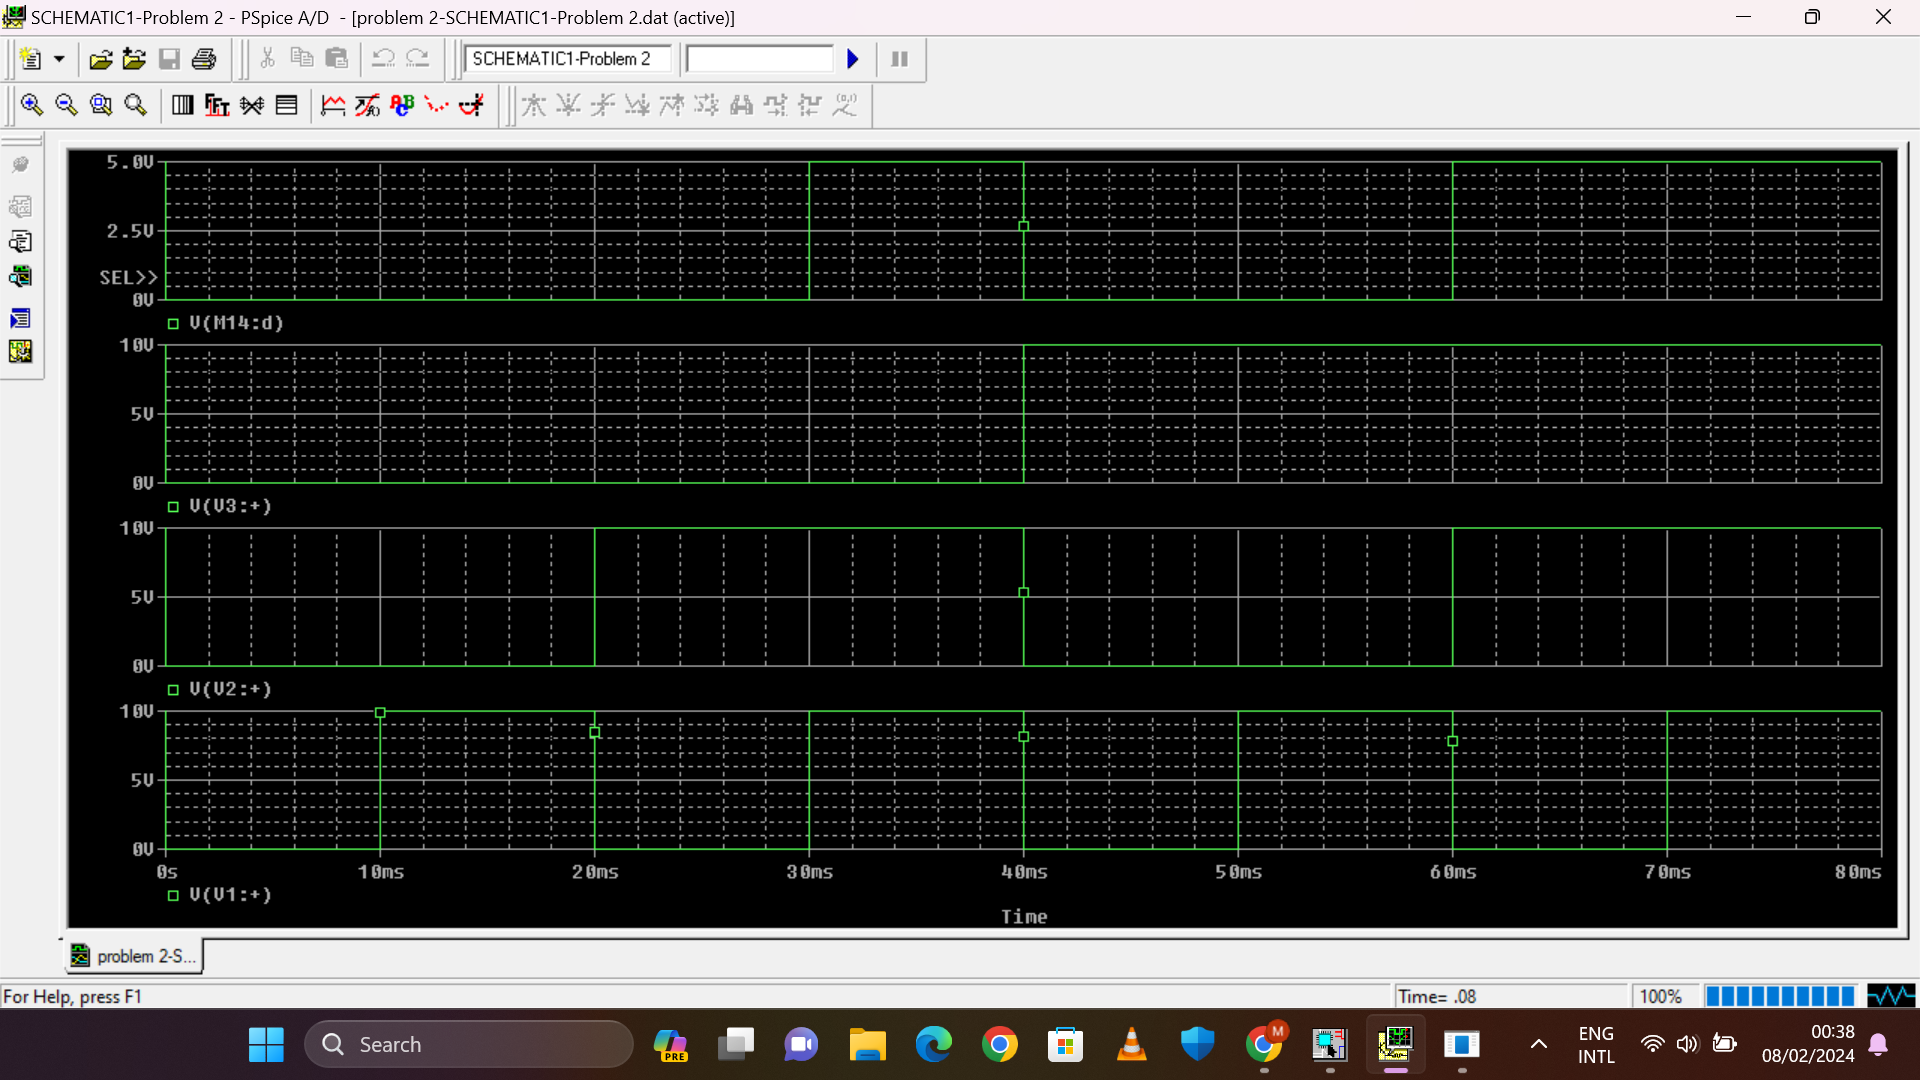 SCHEMATIC1-Problem 2 - PSpice A/D - [problem 2-SCHEMATIC1-Problem 2.dat (active)]
SCHEMATIC1-Problem 2
5.0V
2.5V
SEL>>
0V
V(M14:d)
10V
5V
0V
V(V3:+)
10V
5V
0V
V(V2:+)
10V
5V
0V
0s 10ms 20ms 30ms 40ms 50ms 60ms 70ms 80ms
V(V1:+)
Time
problem 2-S...
For Help, press F1
Time= .08
100%
Search
PRE
M
ENG
INTL
00:38
08/02/2024